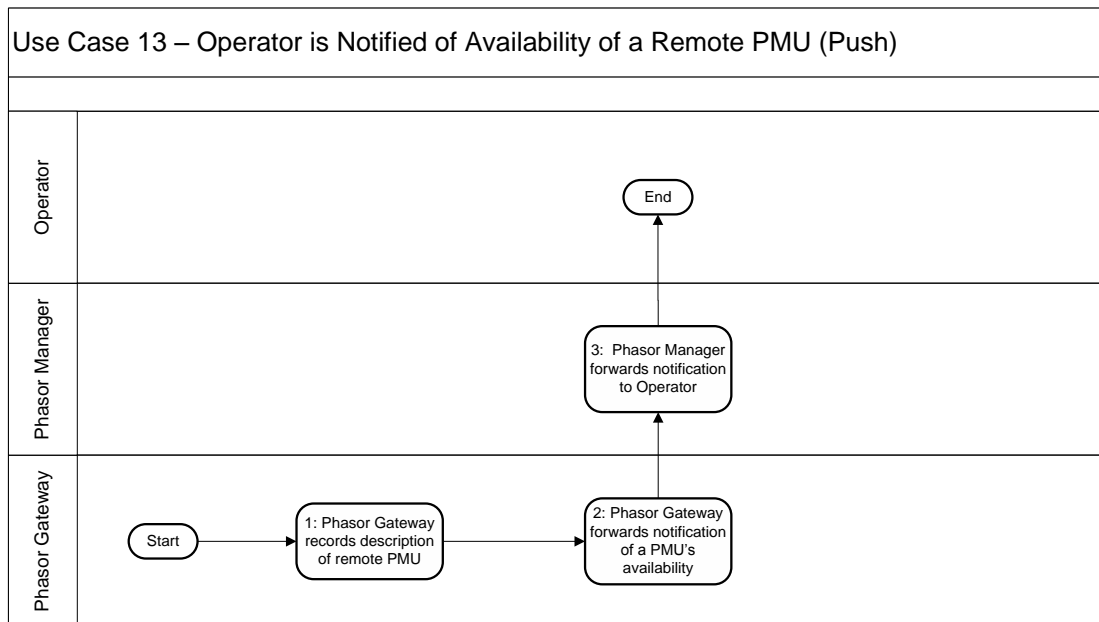 Use Case 13 – Operator is Notified of Availability of a Remote PMU (Push)
Operator
End
Phasor Manager
3:  Phasor Manager
forwards notification
to Operator
Phasor Gateway
Start
1: Phasor Gateway
records description
of remote PMU
2: Phasor Gateway
forwards notification
of a PMU's
availability